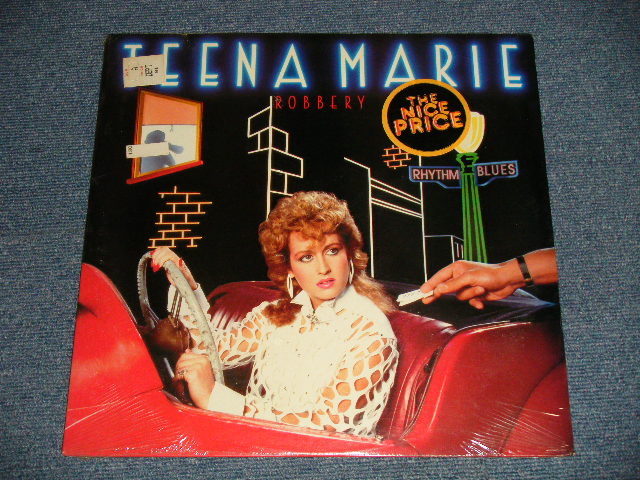 TEENA MARIE
ROBBERY
THE
NICE
PRICE
RHYTHM BLUES